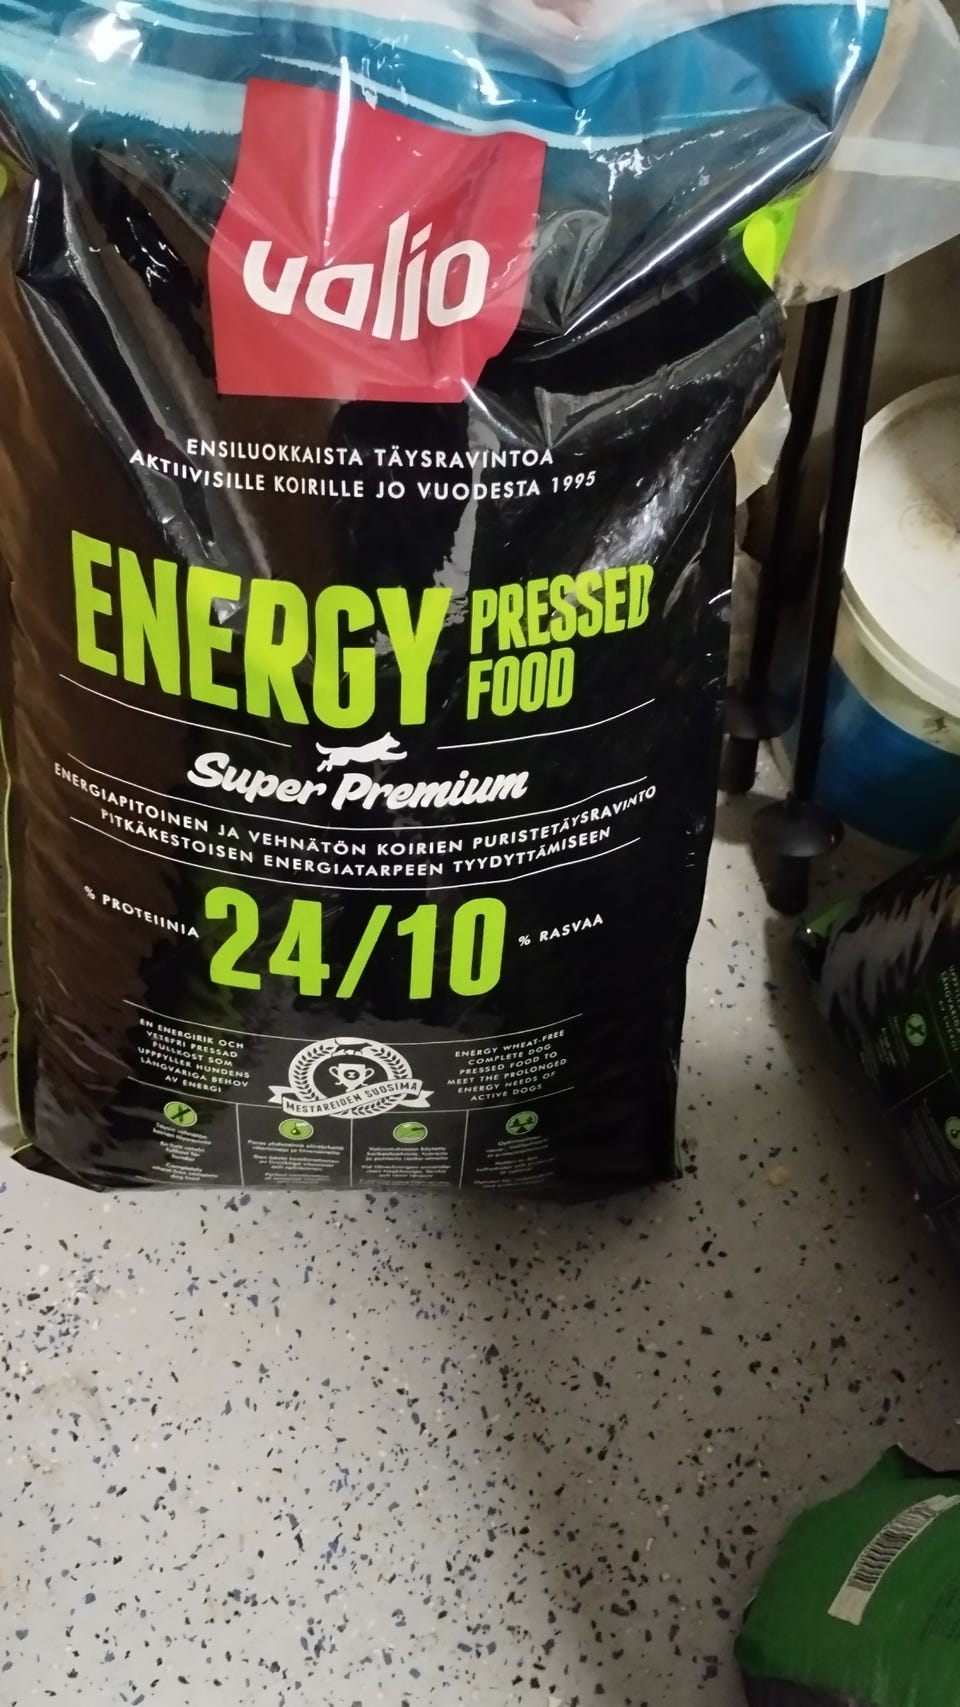 valio
ENSILUOKKAISTA TÄYSRAVINTOA
AKTIIVISILLE KOIRILLE JO VUODESTA 1995
ENERGY
PRESSED
FOOD
Super Premium
ENERGIAPITOINEN JA VEHNÄTÖN KOIRIEN PURISTETÄYSRAVINTO
PITKÄKESTOISEN ENERGIATARPEEN TYYDYTTÄMISEEN
% PROTEIINIA
24/10
% RASVAA
EN ENERGIRIK OCH
VETEFRI PRESSAD
FULLKOST SOM
UPPFYLLER HUNDENS
LÅNGVARIGA BEHOV
AV ENERGI
MESTAREIDEN SUOSIMA
ENERGY WHEAT-FREE
COMPLETE DOG
PRESSED FOOD TO
MEET THE PROLONGED
ENERGY NEEDS OF
ACTIVE DOGS
Completely